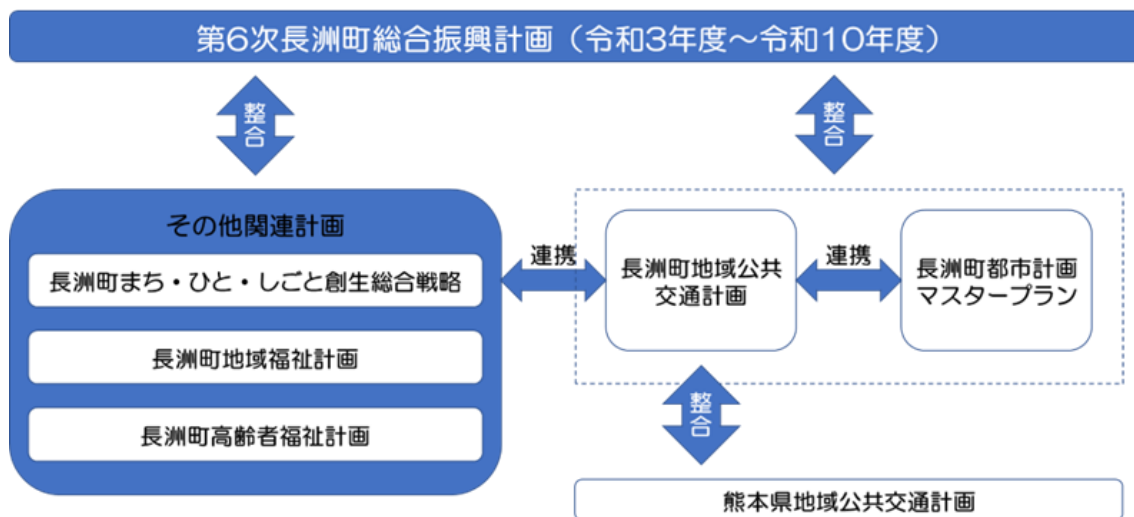 第6次長洲町総合振興計画（令和3年度～令和10年度）
整合
整合
その他関連計画
長洲町まち・ひと・しごと創生総合戦略
長洲町地域福祉計画
長洲町高齢者福祉計画
連携
長洲町地域公共
交通計画
連携
長洲町都市計画
マスタープラン
整合
熊本県地域公共交通計画